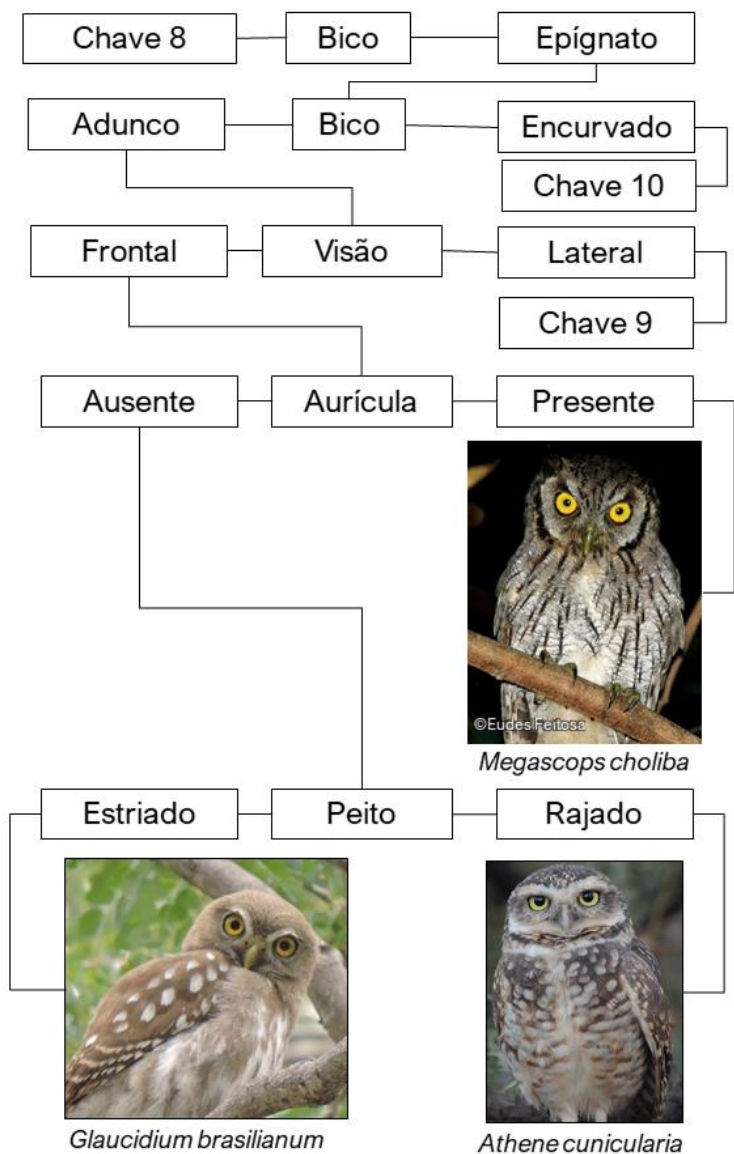 Chave 8 Bico Epígnato
Adunco Bico Encurvado
Chave 10
Frontal Visão Lateral
Chave 9
Ausente Aurícula Presente
©Eudes Feitosa
Megascops choliba
Estriado Peito Rajado
Glaucidium brasilianum Athene cunicularia